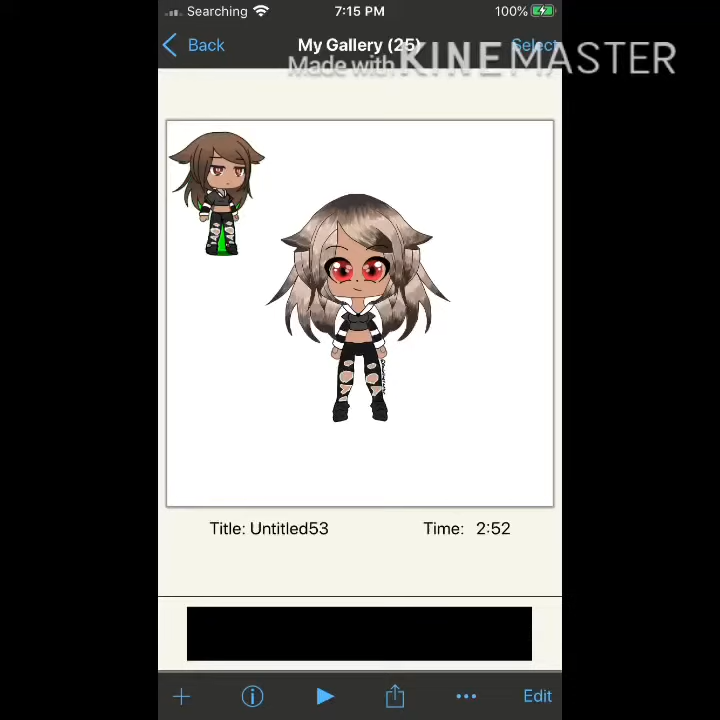 Searching 7:15 PM 100%
Back My Gallery (25) Select
Made with KINEMASTER
Title: Untitled53 Time: 2:52
Edit